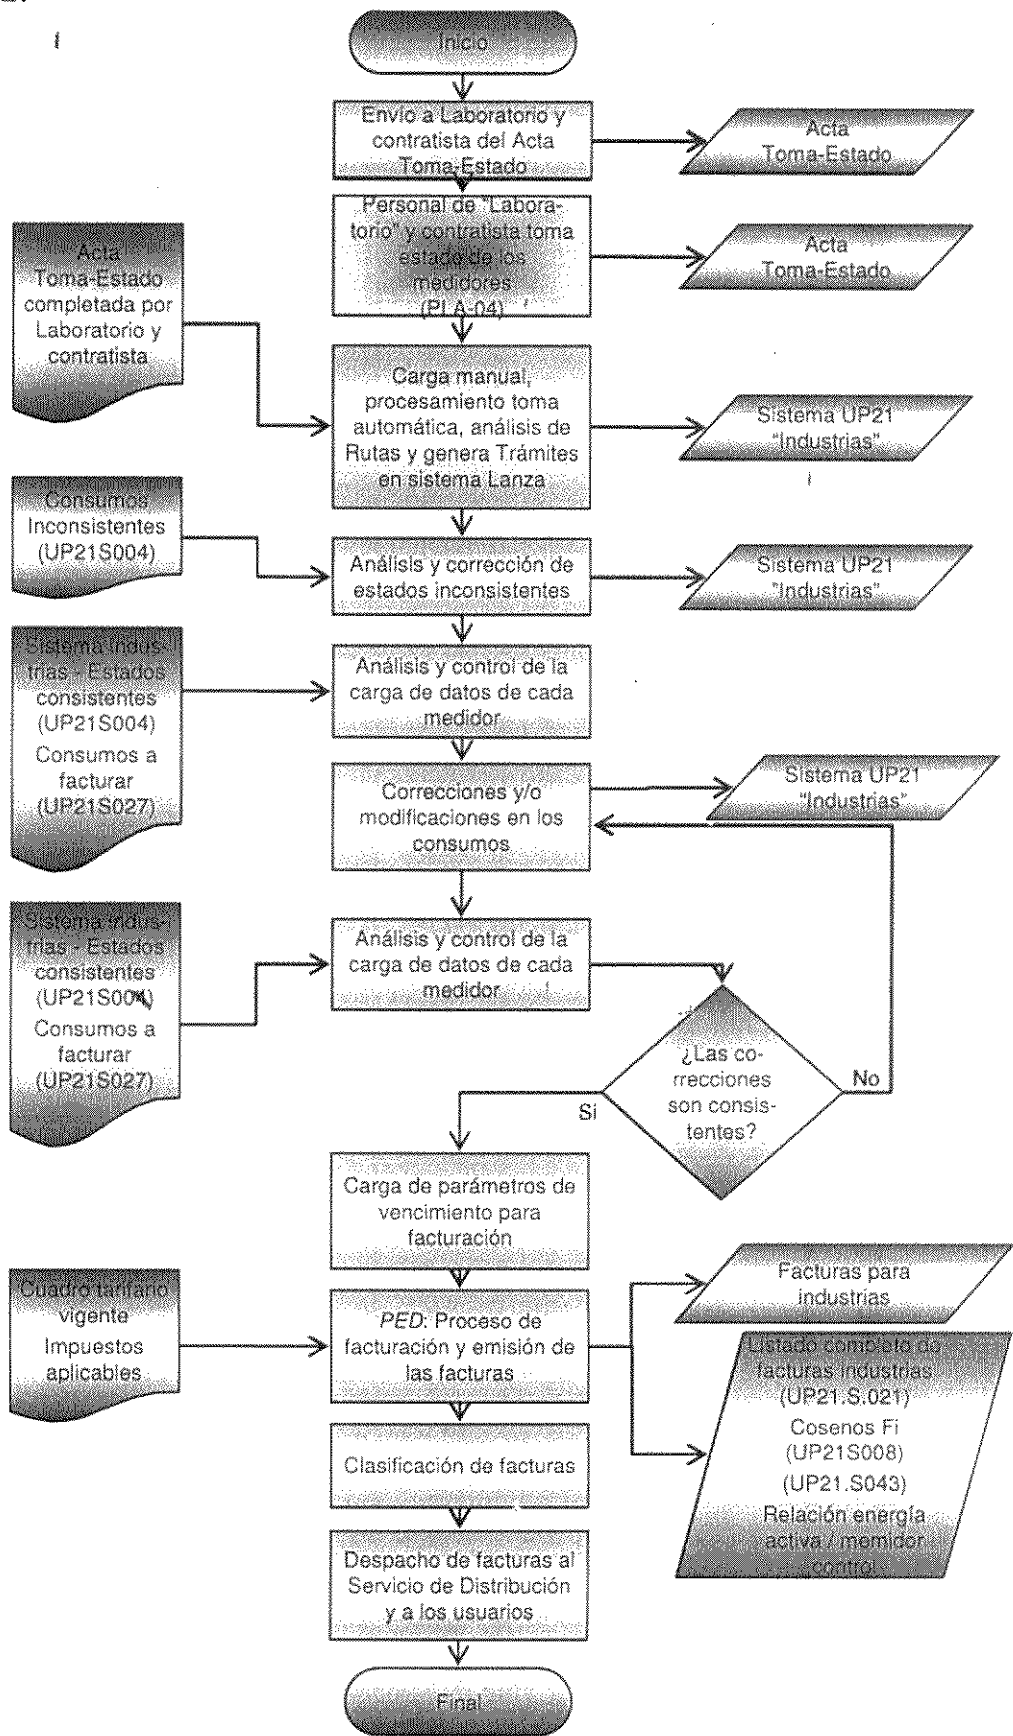 Inicio
Envío a Laboratorio y
contratista del Acta
Toma-Estado
Acta
Toma-Estado
Personal de "Labora-
torio" y contratista toma
estado de los
medidores
(PLA-04)
Acta
Toma-Estado
Acta
Toma-Estado
completada por
Laboratorio y
contratista
Carga manual,
procesamiento toma
automática, análisis de
Rutas y genera Trámites
en sistema Lanza
Sistema UP21
"Industrias"
Consumos
Inconsistentes
(UP21S004)
Análisis y corrección de
estados inconsistentes
Sistema UP21
"Industrias"
Sistema Indus-
trias - Estados
consistentes
(UP21S004)
Consumos a
facturar
(UP21S027)
Análisis y control de la
carga de datos de cada
medidor
Correcciones y/o
modificaciones en los
consumos
Sistema UP21
"Industrias"
Sistema Indus-
trias - Estados
consistentes
(UP21S004)
Consumos a
facturar
(UP21S027)
Análisis y control de la
carga de datos de cada
medidor
¿Las co-
rrecciones
son consis-
tentes?
No
Si
Carga de parámetros de
vencimiento para
facturación
Cuadro tarifario
vigente
Impuestos
aplicables
PED: Proceso de
facturación y emisión de
las facturas
Facturas para
industrias
Listado completo de
facturas industrias
(UP21.S.021)
Cosenos Fi
(UP21S008)
(UP21.S043)
Relación energía
activa / memidor
control
Clasificación de facturas
Despacho de facturas al
Servicio de Distribución
y a los usuarios
Final